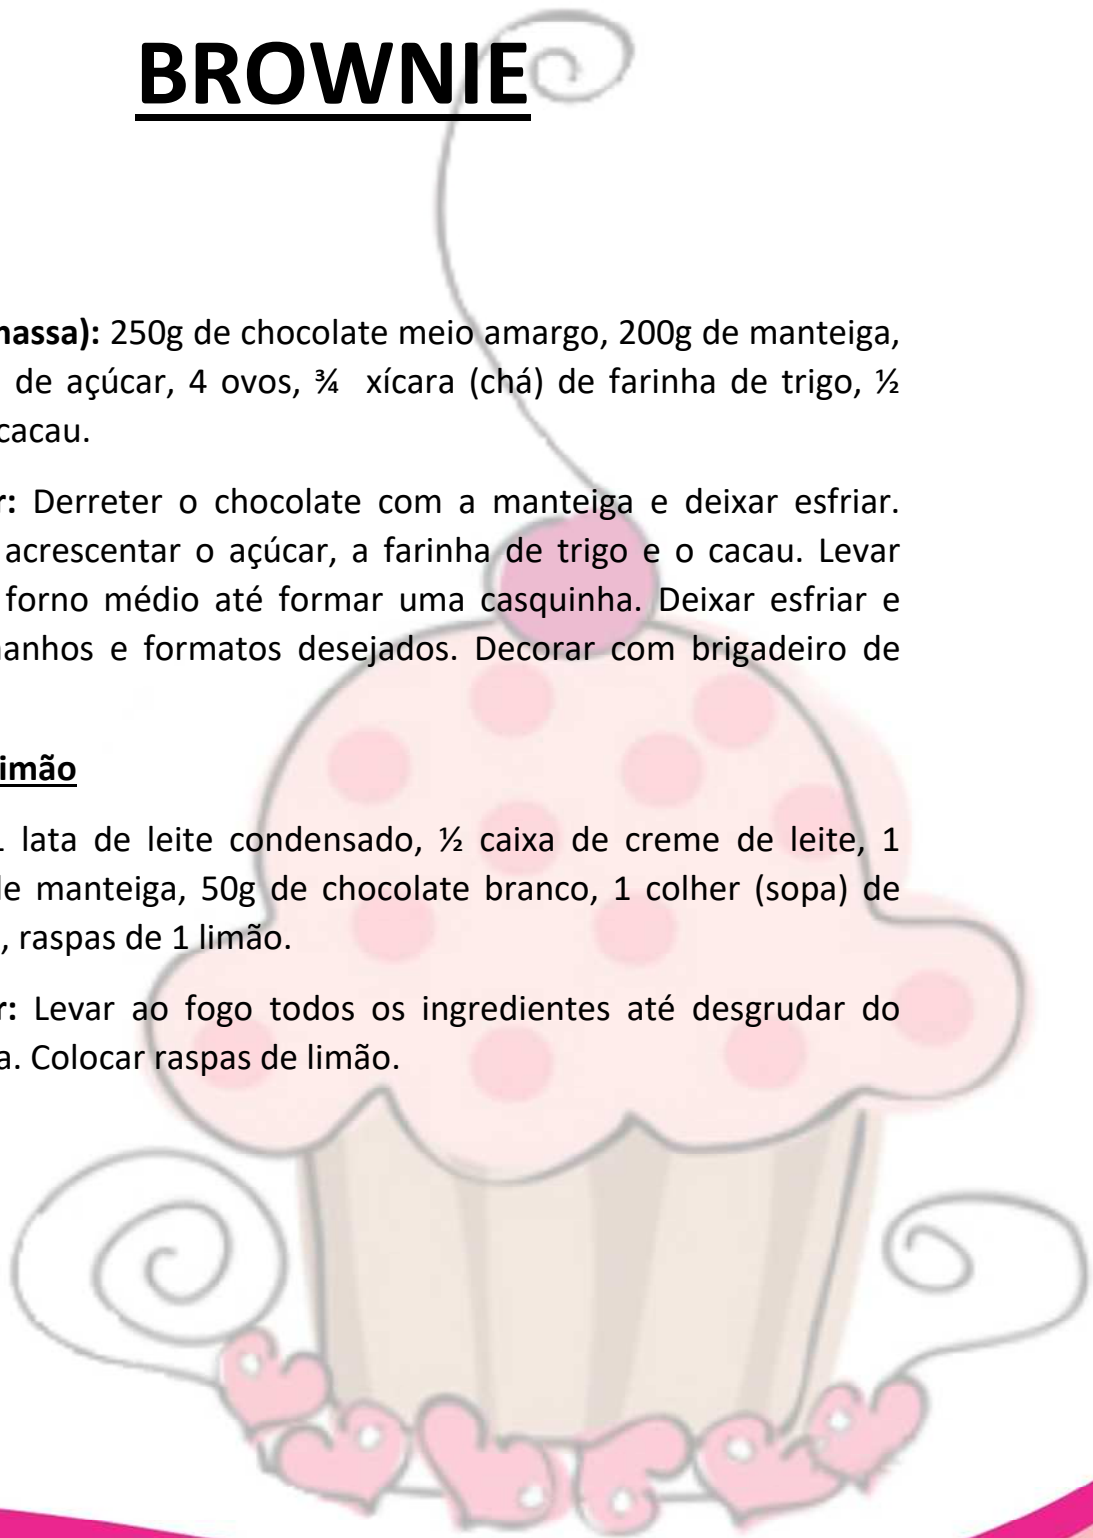 BROWNIE
massa): 250g de chocolate meio amargo, 200g de manteiga,
de açúcar, 4 ovos, ¾ xícara (chá) de farinha de trigo, ½
cacau.
r: Derreter o chocolate com a manteiga e deixar esfriar.
acrescentar o açúcar, a farinha de trigo e o cacau. Levar
forno médio até formar uma casquinha. Deixar esfriar e
anhos e formatos desejados. Decorar com brigadeiro de
imão
lata de leite condensado, ½ caixa de creme de leite, 1
de manteiga, 50g de chocolate branco, 1 colher (sopa) de
, raspas de 1 limão.
r: Levar ao fogo todos os ingredientes até desgrudar do
a. Colocar raspas de limão.